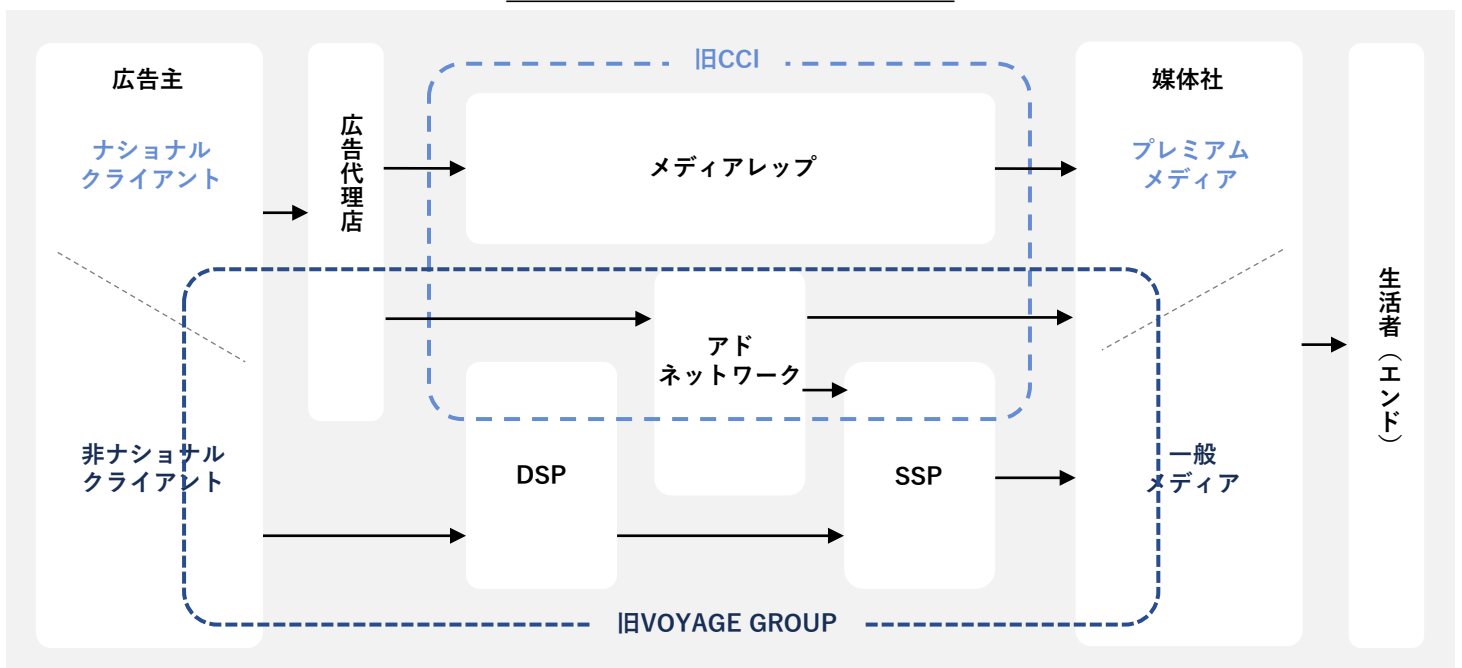 旧CCI
広告主
ナショナル
クライアント
広告代理店
メディアレップ
媒体社
プレミアム
メディア
アド
ネットワーク
生活者（エンド）
非ナショナル
クライアント
DSP
SSP
一般
メディア
旧VOYAGE GROUP